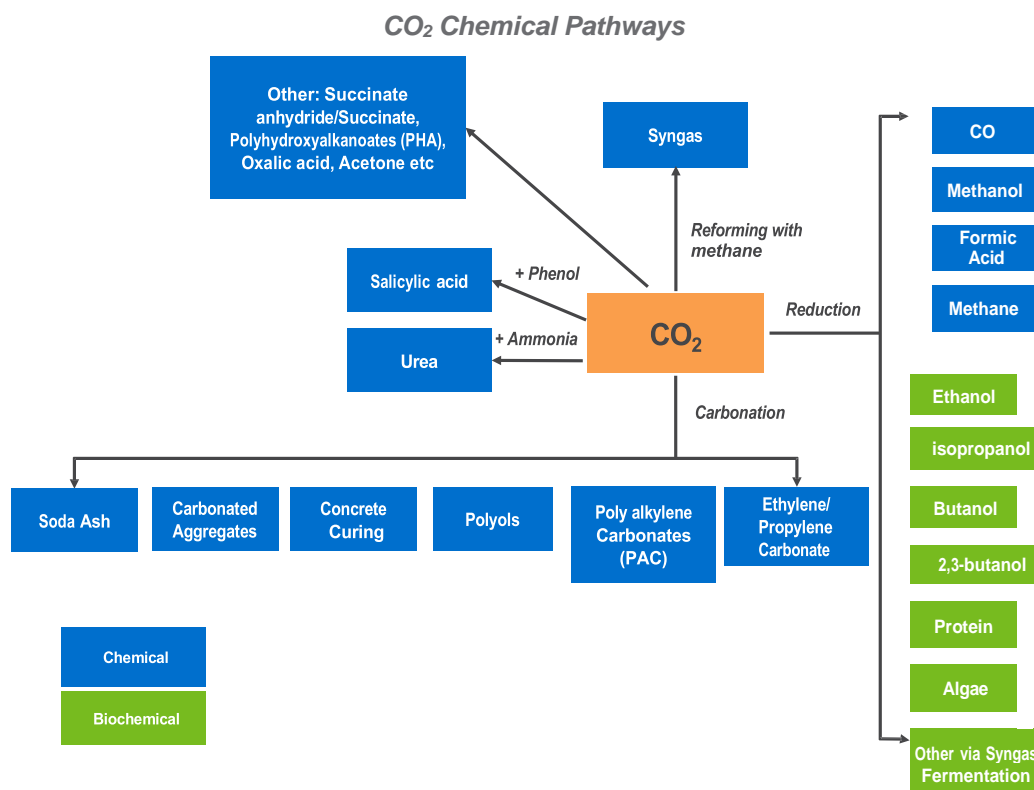 CO₂ Chemical Pathways
Other: Succinate
anhydride/Succinate,
Polyhydroxyalkanoates (PHA),
Oxalic acid, Acetone etc
Syngas
CO
Methanol
Formic
Acid
Methane
Reforming with
methane
Salicylic acid
+ Phenol
Reduction
CO₂
+ Ammonia
Urea
Carbonation
Ethanol
isopropanol
Butanol
2,3-butanol
Protein
Algae
Other via Syngas
Fermentation
Soda Ash
Carbonated
Aggregates
Concrete
Curing
Polyols
Poly alkylene
Carbonates
(PAC)
Ethylene/
Propylene
Carbonate
Chemical
Biochemical